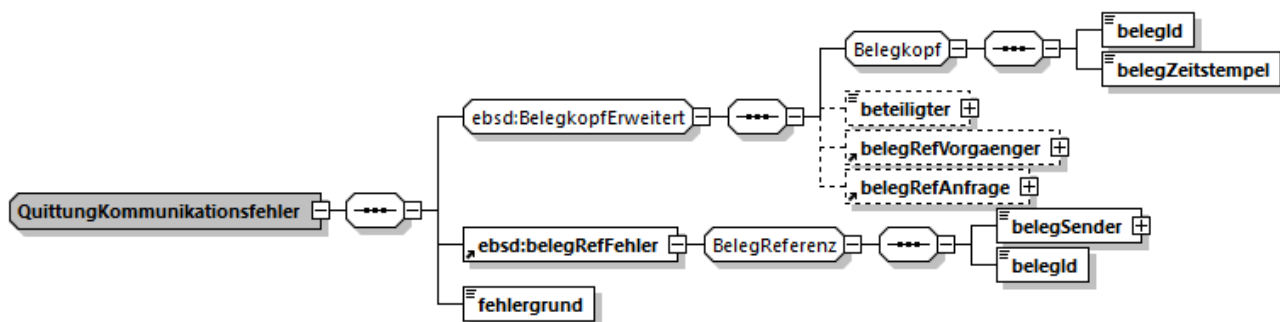 belegId
Belegkopf
belegZeitstempel
ebsd:BelegkopfErweitert
beteiligter
belegRefVorgaenger
belegRefAnfrage
QuittungKommunikationsfehler
ebsd:belegRefFehler
BelegReferenz
belegSender
belegId
fehlergrund